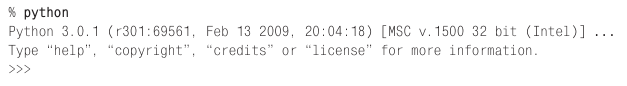 % python
Python 3.0.1 (r301:69561, Feb 13 2009, 20:04:18) [MSC v.1500 32 bit (Intel)] ...
Type “help”, “copyright”, “credits” or “license” for more information.
>>>